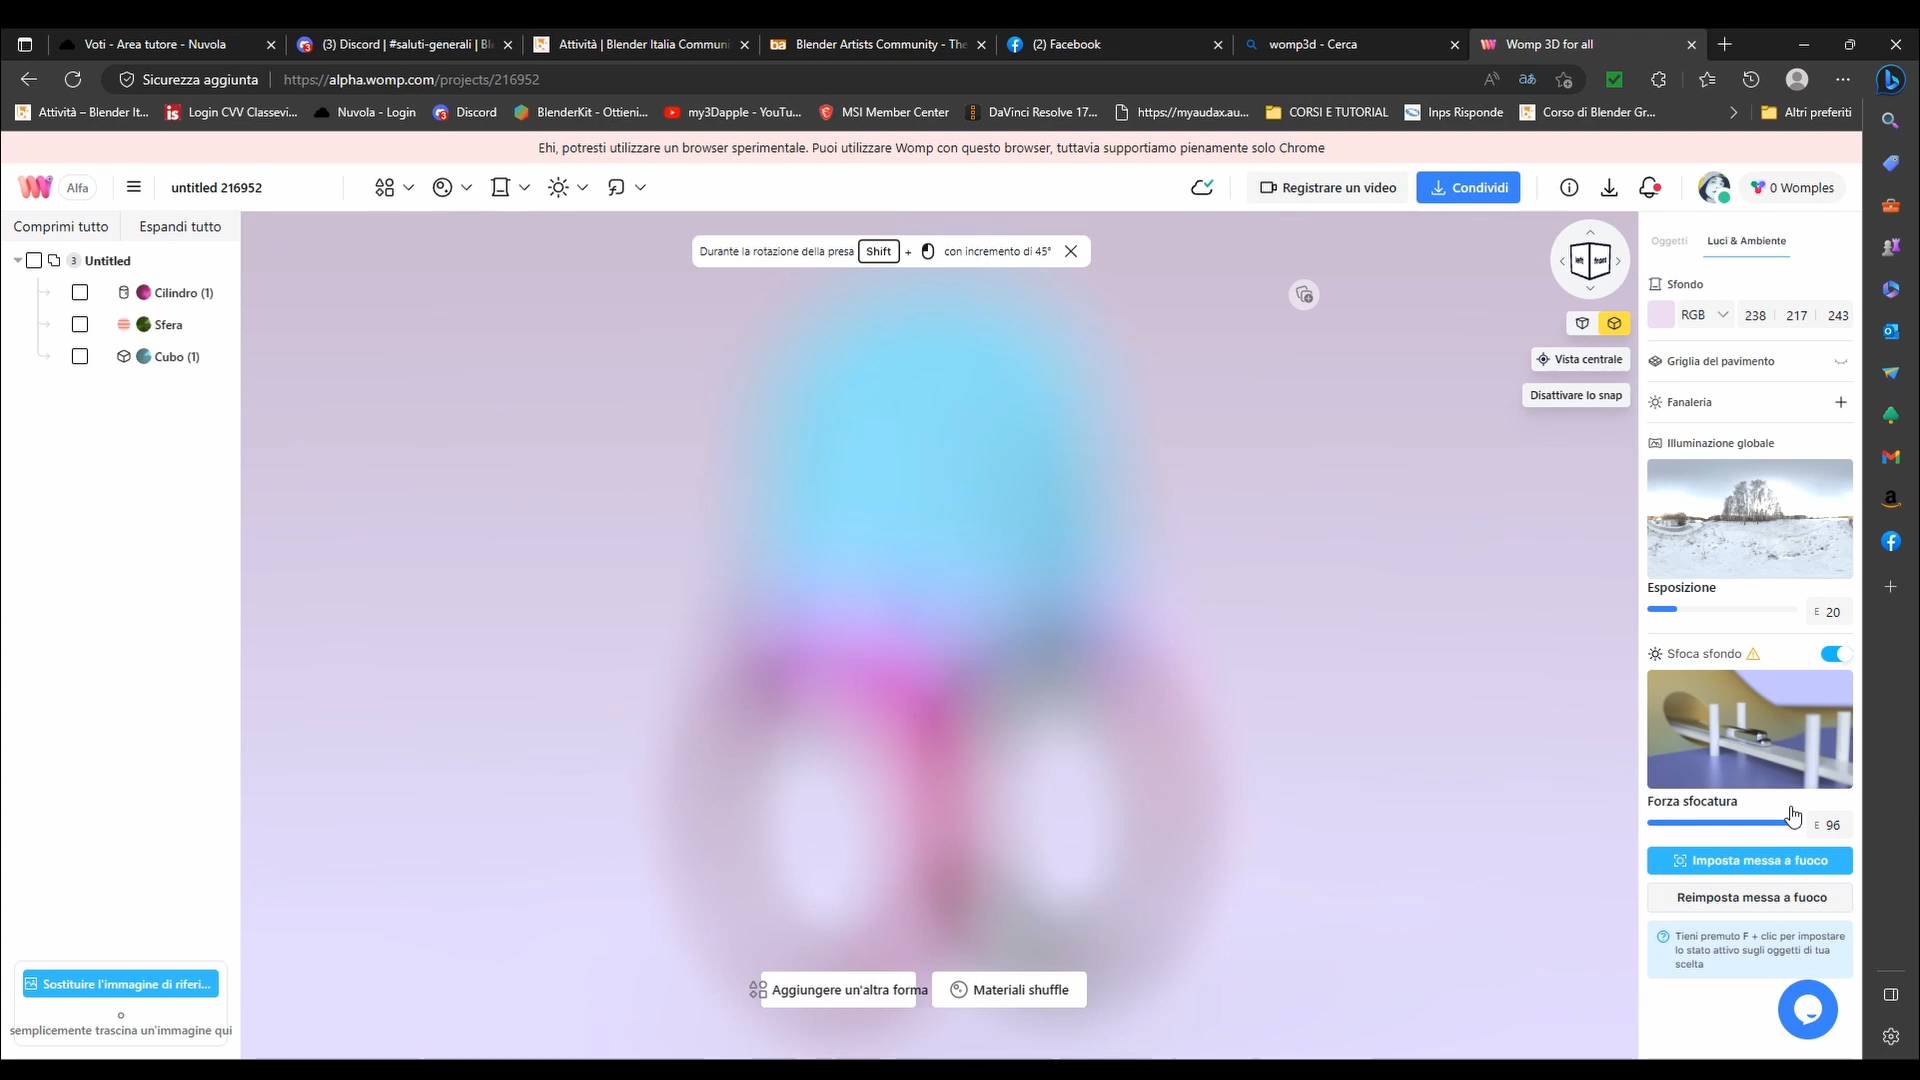 Voti - Area tutore - Nuvola
(3) Discord | #saluti-generali | Bl
Attività | Blender Italia Communi
Blender Artists Community - The
(2) Facebook
womp3d - Cerca
Womp 3D for all
Sicurezza aggiunta
https://alpha.womp.com/projects/216952
Attività – Blender It...
Login CVV Classevi...
Nuvola - Login
Discord
BlenderKit - Ottieni...
my3Dapple - YouTu...
MSI Member Center
DaVinci Resolve 17...
https://myaudax.au...
CORSI E TUTORIAL
Inps Risponde
Corso di Blender Gr...
Altri preferiti
Ehi, potresti utilizzare un browser sperimentale. Puoi utilizzare Womp con questo browser, tuttavia supportiamo pienamente solo Chrome
Alfa
untitled 216952
Registrare un video
Condividi
0 Womples
Comprimi tutto
Espandi tutto
3 Untitled
Cilindro (1)
Sfera
Cubo (1)
Durante la rotazione della presa Shift + con incremento di 45°
left front
Vista centrale
Disattivare lo snap
Oggetti
Luci & Ambiente
Sfondo
RGB 238 217 243
Griglia del pavimento
Fanaleria
Illuminazione globale
Esposizione
E 20
Sfoca sfondo
Forza sfocatura
E 96
Imposta messa a fuoco
Reimposta messa a fuoco
Tieni premuto F + clic per impostare
lo stato attivo sugli oggetti di tua
scelta
Aggiungere un'altra forma
Materiali shuffle
Sostituire l'immagine di riferi...
o
semplicemente trascina un'immagine qui